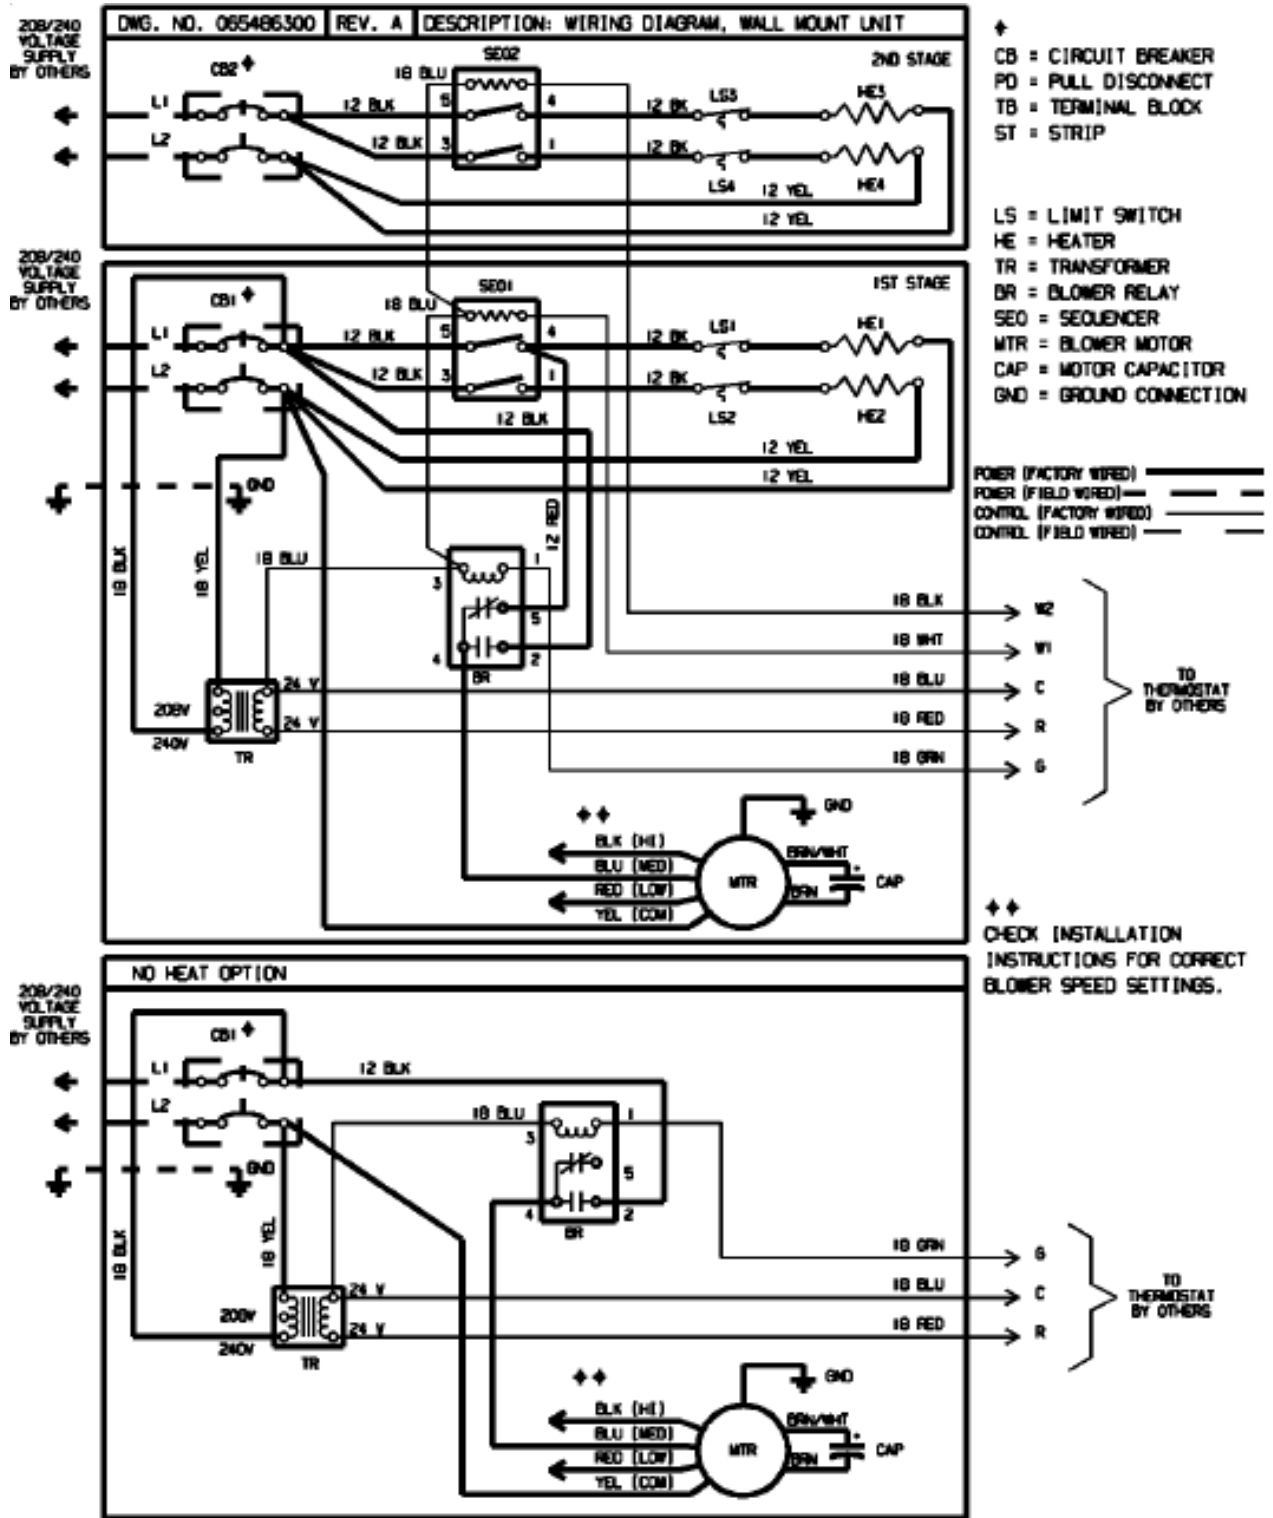 DWG. NO. 065486300 REV. A DESCRIPTION: WIRING DIAGRAM, WALL MOUNT UNIT
208/240
VOLTAGE
SUPPLY
BY OTHERS
CB2
L1
L2
18 BLU
SEQ2
2ND STAGE
12 BLK
12 BLK
5
4
3
1
12 BK
12 BK
LS3
LS4
HE3
HE4
12 YEL
12 YEL
CB = CIRCUIT BREAKER
PD = PULL DISCONNECT
TB = TERMINAL BLOCK
ST = STRIP
LS = LIMIT SWITCH
HE = HEATER
TR = TRANSFORMER
BR = BLOWER RELAY
SEQ = SEQUENCER
MTR = BLOWER MOTOR
CAP = MOTOR CAPACITOR
GND = GROUND CONNECTION
POWER (FACTORY WIRED)
POWER (FIELD WIRED)
CONTROL (FACTORY WIRED)
CONTROL (FIELD WIRED)
208/240
VOLTAGE
SUPPLY
BY OTHERS
CB1
L1
L2
18 BLU
SEQ1
1ST STAGE
12 BLK
12 BLK
5
4
3
1
12 BK
12 BK
LS1
LS2
HE1
HE2
12 BLK
12 YEL
12 YEL
GND
12 RED
18 BLK
18 YEL
18 BLU
3
1
5
4
2
BR
18 BLK W2
18 WHT W1
18 BLU C
18 RED R
18 GRN G
TO
THERMOSTAT
BY OTHERS
24 V
24 V
208V
240V
TR
GND
BLK (HI)
BLU (MED)
RED (LOW)
YEL (COM)
MTR
BRN/WHT
BRN
CAP
CHECK INSTALLATION
INSTRUCTIONS FOR CORRECT
BLOWER SPEED SETTINGS.
NO HEAT OPTION
208/240
VOLTAGE
SUPPLY
BY OTHERS
CB1
L1
L2
12 BLK
18 BLU
3
1
5
4
2
BR
GND
18 BLK
18 YEL
18 GRN G
18 BLU C
18 RED R
TO
THERMOSTAT
BY OTHERS
24 V
24 V
208V
240V
TR
GND
BLK (HI)
BLU (MED)
RED (LOW)
YEL (COM)
MTR
BRN/WHT
BRN
CAP